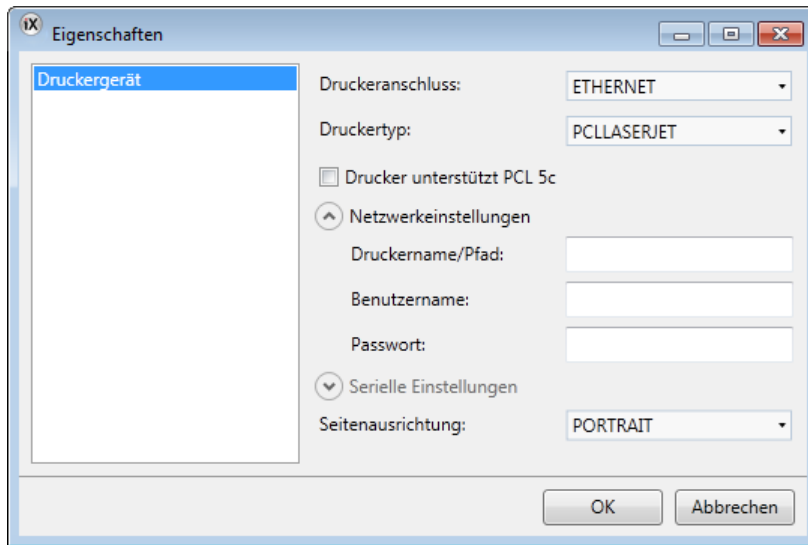 iX
Eigenschaften
Druckergerät
Druckeranschluss: ETHERNET
Druckertyp: PCLLASERJET
Drucker unterstützt PCL 5c
Netzwerkeinstellungen
Druckername/Pfad:
Benutzername:
Passwort:
Serielle Einstellungen
Seitenausrichtung: PORTRAIT
OK Abbrechen